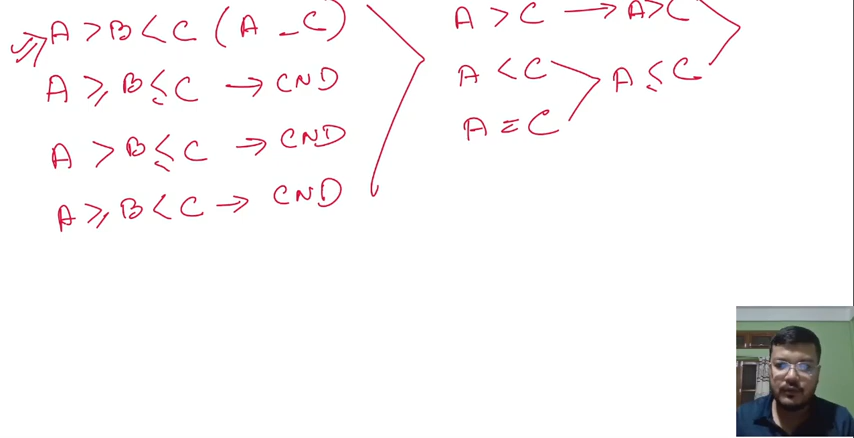 A > B < C (A _ C)
A ≥ B ≤ C → CND
A > B ≤ C → CND
A ≥ B < C → CND
A > C → A > C
A < C
A ≤ C
A = C